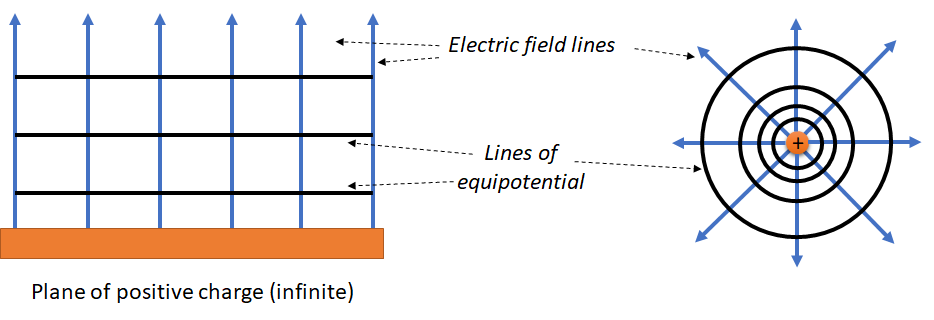 Electric field lines
Lines of
equipotential
+
Plane of positive charge (infinite)